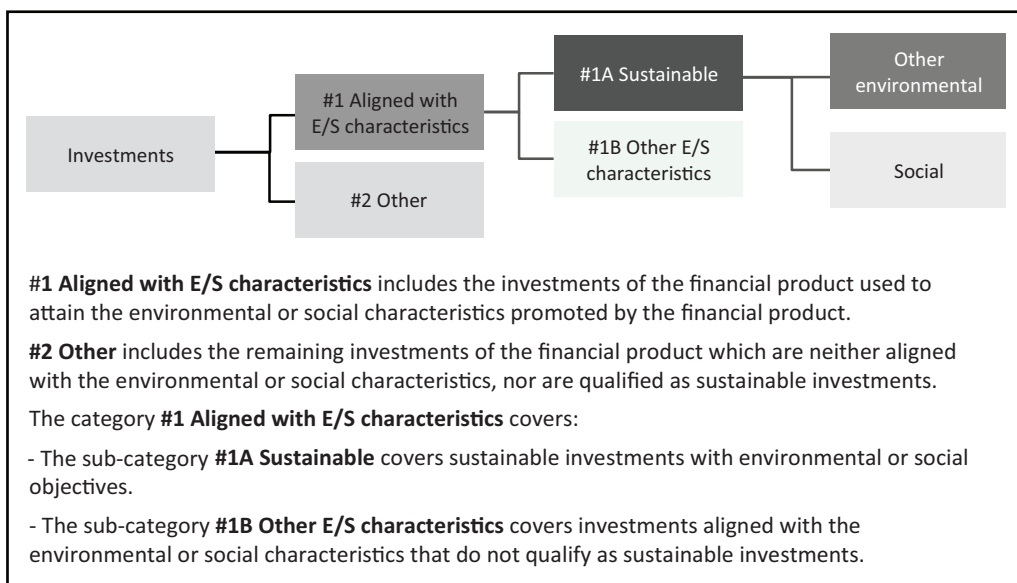 Investments
#1 Aligned with
E/S characteristics
#2 Other
#1A Sustainable
#1B Other E/S
characteristics
Other
environmental
Social
#1 Aligned with E/S characteristics includes the investments of the financial product used to
attain the environmental or social characteristics promoted by the financial product.
#2 Other includes the remaining investments of the financial product which are neither aligned
with the environmental or social characteristics, nor are qualified as sustainable investments.
The category #1 Aligned with E/S characteristics covers:
- The sub-category #1A Sustainable covers sustainable investments with environmental or social
objectives.
- The sub-category #1B Other E/S characteristics covers investments aligned with the
environmental or social characteristics that do not qualify as sustainable investments.